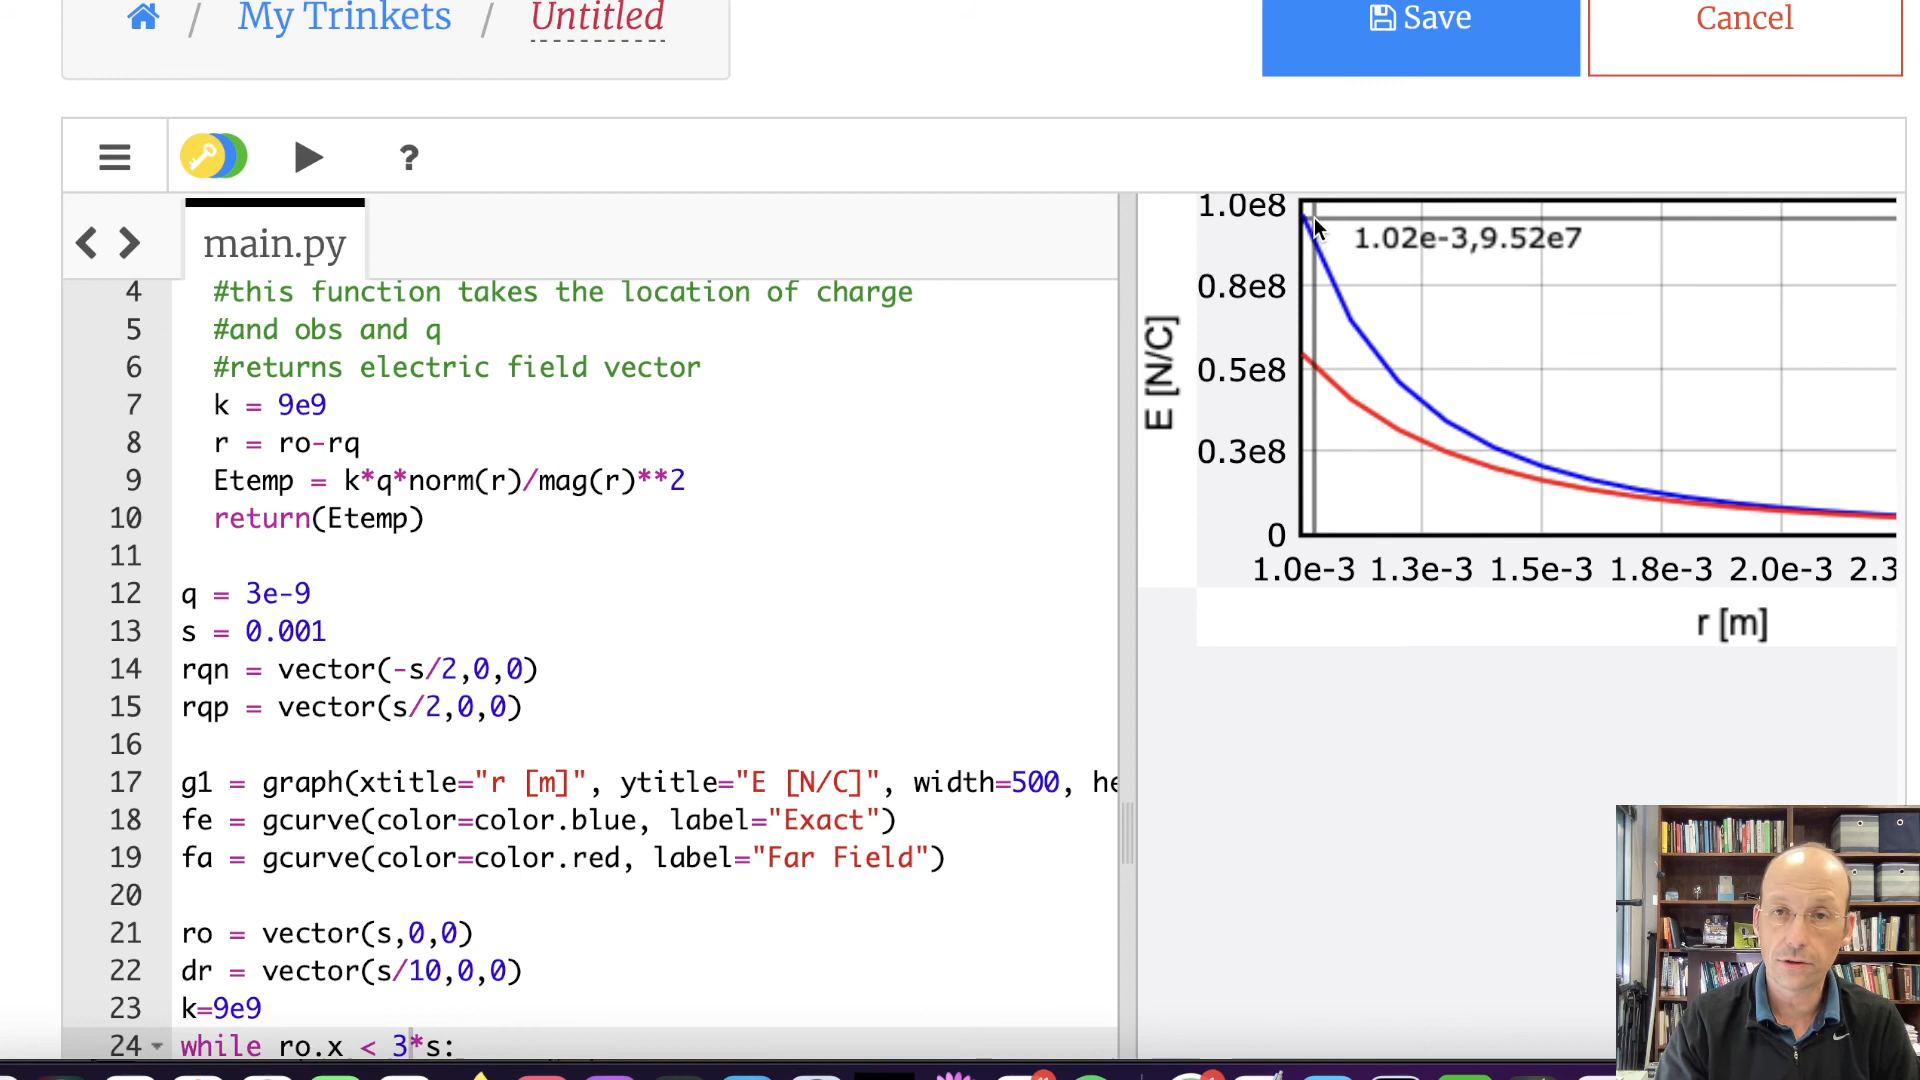 My Trinkets / Untitled
Save
Cancel
?
main.py
4 #this function takes the location of charge
5 #and obs and q
6 #returns electric field vector
7 k = 9e9
8 r = ro-rq
9 Etemp = k*q*norm(r)/mag(r)**2
10 return(Etemp)
11
12 q = 3e-9
13 s = 0.001
14 rqn = vector(-s/2,0,0)
15 rqp = vector(s/2,0,0)
16
17 g1 = graph(xtitle="r [m]", ytitle="E [N/C]", width=500, he
18 fe = gcurve(color=color.blue, label="Exact")
19 fa = gcurve(color=color.red, label="Far Field")
20
21 ro = vector(s,0,0)
22 dr = vector(s/10,0,0)
23 k=9e9
24 while ro.x < 3*s:
1.0e8
1.02e-3,9.52e7
0.8e8
E [N/C]
0.5e8
0.3e8
0
1.0e-3 1.3e-3 1.5e-3 1.8e-3 2.0e-3 2.3
r [m]